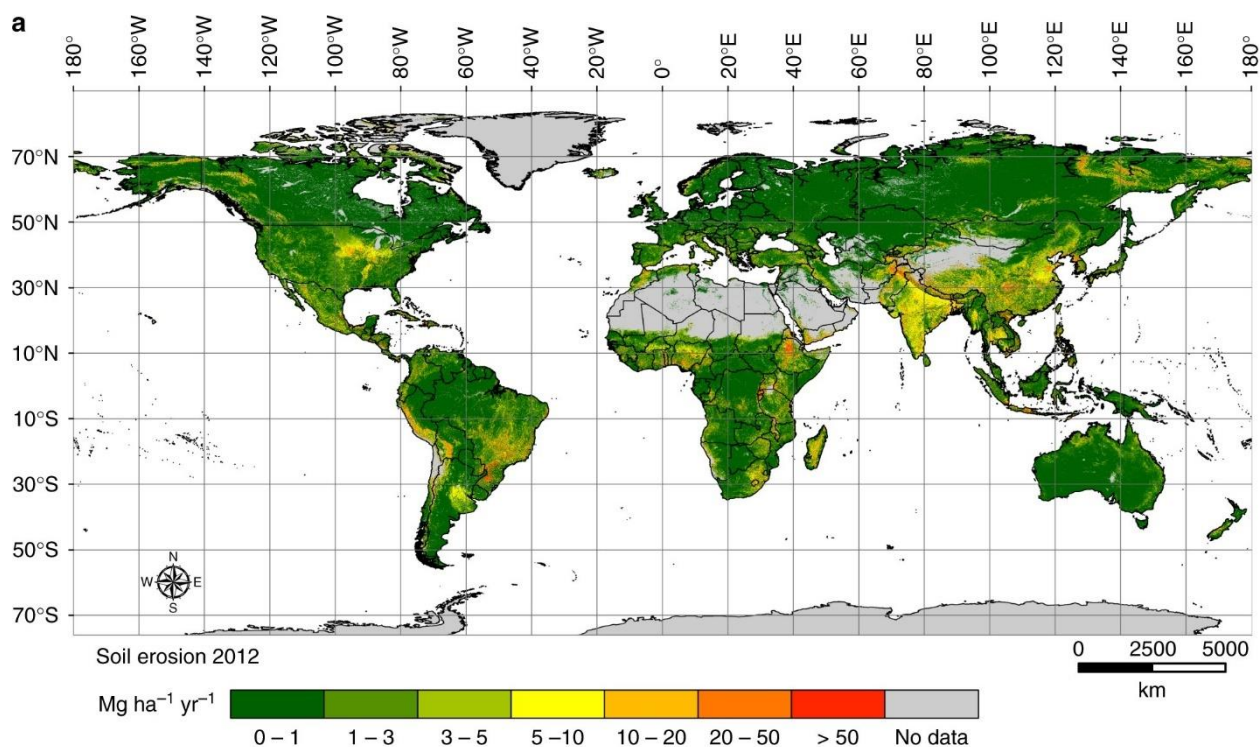 a
180° 160°W 140°W 120°W 100°W 80°W 60°W 40°W 20°W 0° 20°E 40°E 60°E 80°E 100°E 120°E 140°E 160°E 180°
70°N
50°N
30°N
10°N
10°S
30°S
50°S
70°S
N
W E
S
Soil erosion 2012
0 2500 5000
km
Mg ha⁻¹ yr⁻¹
0 – 1 1 – 3 3 – 5 5 –10 10 – 20 20 – 50 > 50 No data